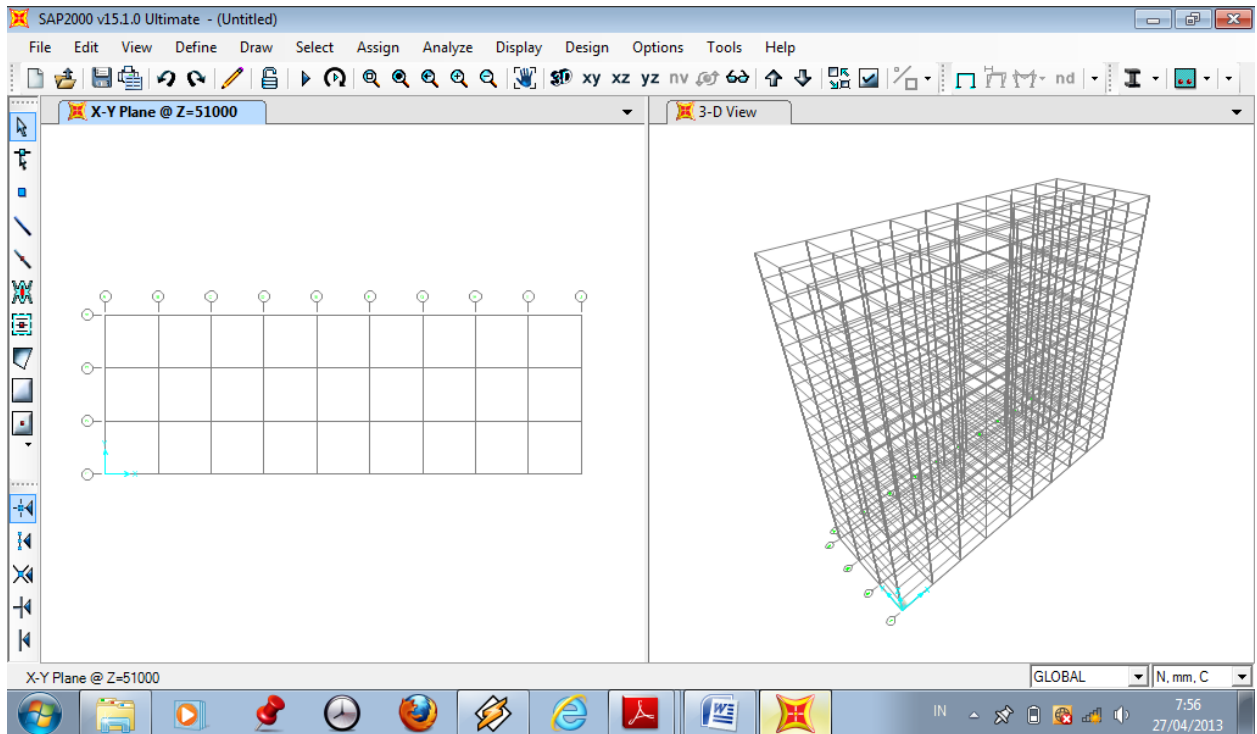 SAP2000 v15.1.0 Ultimate - (Untitled)
File Edit View Define Draw Select Assign Analyze Display Design Options Tools Help
3D xy xz yz nv nd
X-Y Plane @ Z=51000
3-D View
X-Y Plane @ Z=51000
GLOBAL
N, mm, C
IN
7:56
27/04/2013